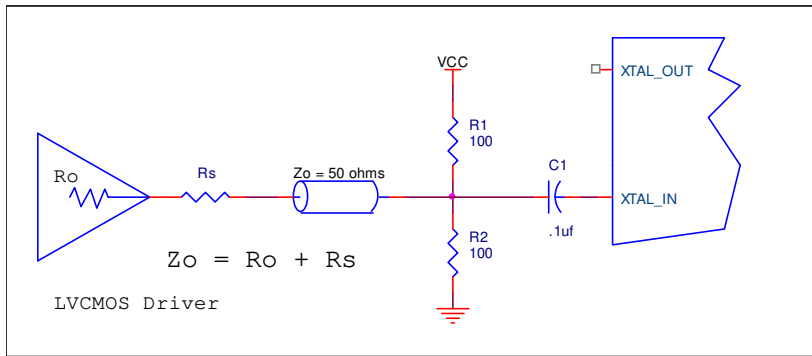 VCC
XTAL_OUT
R1
100
Ro
Rs
Zo = 50 ohms
C1
XTAL_IN
.1uf
R2
100
Zo = Ro + Rs
LVCMOS Driver